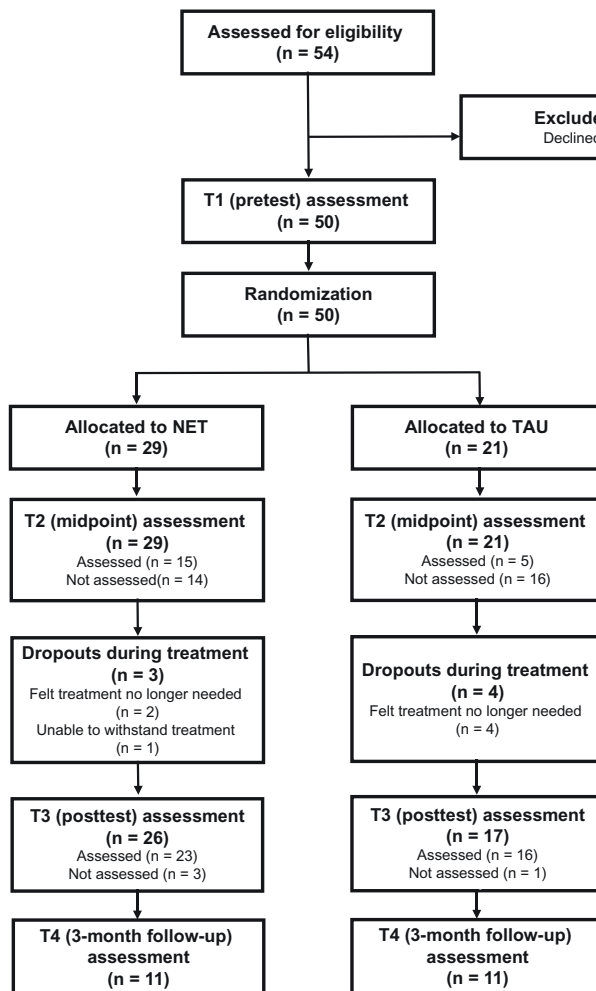 Assessed for eligibility
(n = 54)
Declined
T1 (pretest) assessment
(n = 50)
Randomization
(n = 50)
Allocated to NET
(n = 29)
Allocated to TAU
(n = 21)
T2 (midpoint) assessment
(n = 29)
Assessed (n = 15)
Not assessed(n = 14)
T2 (midpoint) assessment
(n = 21)
Assessed (n = 5)
Not assessed (n = 16)
Dropouts during treatment
(n = 3)
Felt treatment no longer needed
(n = 2)
Unable to withstand treatment
(n = 1)
Dropouts during treatment
(n = 4)
Felt treatment no longer needed
(n = 4)
T3 (posttest) assessment
(n = 26)
Assessed (n = 23)
Not assessed (n = 3)
T3 (posttest) assessment
(n = 17)
Assessed (n = 16)
Not assessed (n = 1)
T4 (3-month follow-up)
assessment
(n = 11)
T4 (3-month follow-up)
assessment
(n = 11)